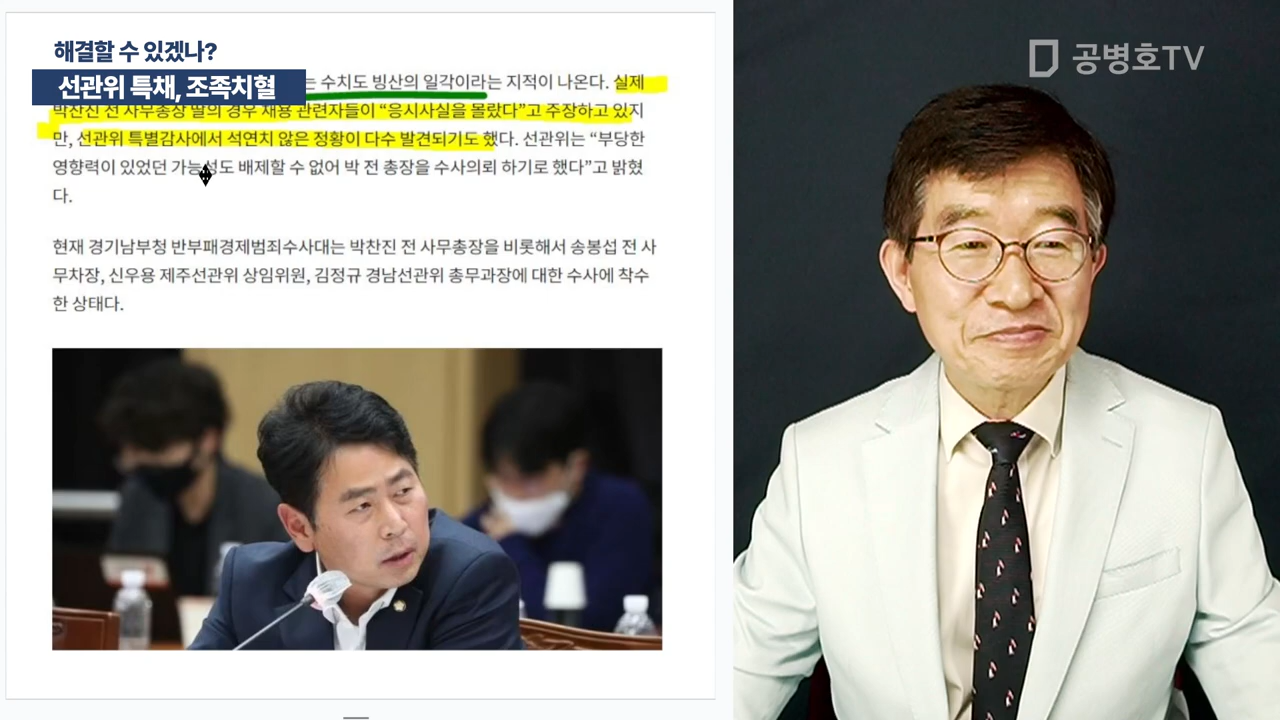 해결할 수 있겠나?
선관위 특채, 조족치혈
공병호TV
는 수치도 빙산의 일각이라는 지적이 나온다. 실제
박찬진 전 사무총장 딸의 경우 채용 관련자들이 “응시사실을 몰랐다”고 주장하고 있지
만, 선관위 특별감사에서 석연치 않은 정황이 다수 발견되기도 했다. 선관위는 “부당한
영향력이 있었던 가능성도 배제할 수 없어 박 전 총장을 수사의뢰 하기로 했다”고 밝혔
다.
현재 경기남부청 반부패경제범죄수사대는 박찬진 전 사무총장을 비롯해서 송봉섭 전 사
무차장, 신우용 제주선관위 상임위원, 김정규 경남선관위 총무과장에 대한 수사에 착수
한 상태다.